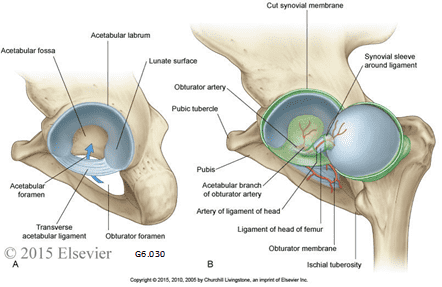 Acetabular fossa
Acetabular labrum
Lunate surface
Acetabular
foramen
Transverse
acetabular ligament
Obturator foramen
© 2015 Elsevier
G6.030
A
Cut synovial membrane
Synovial sleeve
around ligament
Obturator artery
Pubic tubercle
Pubis
Acetabular branch
of obturator artery
Artery of ligament of head
Ligament of head of femur
Obturator membrane
Ischial tuberosity
B
Copyright © 2015, 2010, 2005 by Churchill Livingstone, an imprint of Elsevier Inc.